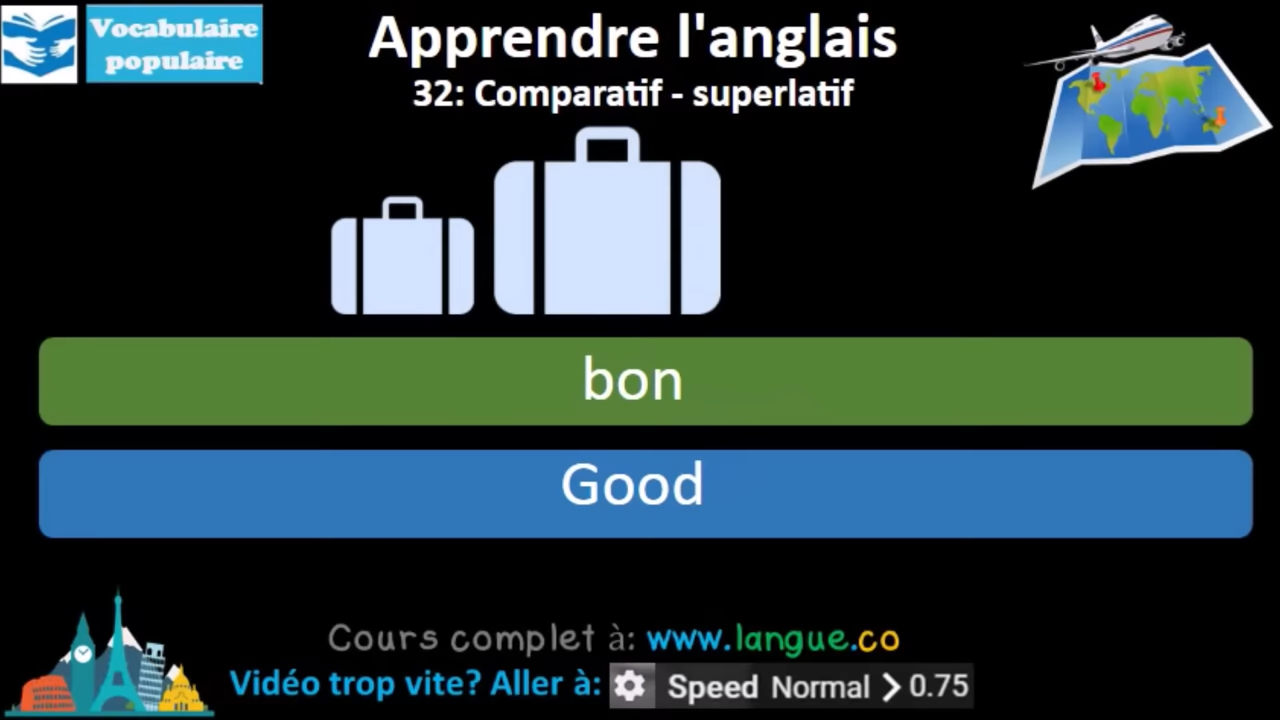 Vocabulaire
populaire
Apprendre l'anglais
32: Comparatif - superlatif
bon
Good
Cours complet à: www.langue.co
Vidéo trop vite? Aller à: Speed Normal > 0.75